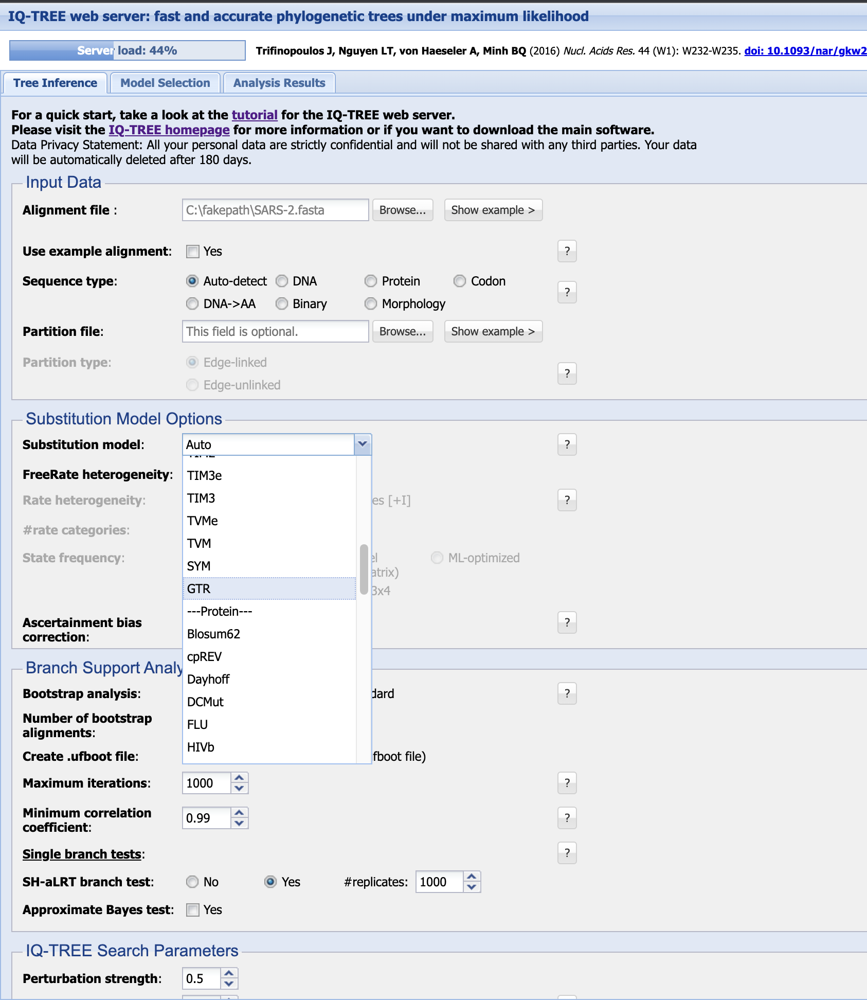 IQ-TREE web server: fast and accurate phylogenetic trees under maximum likelihood
Server load: 44%
Trifinopoulos J, Nguyen LT, von Haeseler A, Minh BQ (2016) Nucl. Acids Res. 44 (W1): W232-W235. doi: 10.1093/nar/gkw2
Tree Inference Model Selection Analysis Results
For a quick start, take a look at the tutorial for the IQ-TREE web server.
Please visit the IQ-TREE homepage for more information or if you want to download the main software.
Data Privacy Statement: All your personal data are strictly confidential and will not be shared with any third parties. Your data
will be automatically deleted after 180 days.
Input Data
Alignment file : C:\fakepath\SARS-2.fasta Browse... Show example >
Use example alignment: Yes ?
Sequence type: Auto-detect DNA Protein Codon ?
DNA->AA Binary Morphology
Partition file: This field is optional. Browse... Show example >
Partition type: Edge-linked ?
Edge-unlinked
Substitution Model Options
Substitution model: Auto ?
FreeRate heterogeneity: TIM3e
Rate heterogeneity: TIM3 es [+I] ?
TVMe
#rate categories: TVM
State frequency: SYM el ML-optimized
atrix)
GTR 3x4
---Protein---
Ascertainment bias
correction: ?
Blosum62
cpREV
Branch Support Analy
Dayhoff
Bootstrap analysis: DCMut dard ?
Number of bootstrap
alignments: FLU
HIVb
Create .ufboot file: fboot file)
Maximum iterations: 1000 ?
Minimum correlation
coefficient: 0.99 ?
Single branch tests: ?
SH-aLRT branch test: No Yes #replicates: 1000
Approximate Bayes test: Yes
IQ-TREE Search Parameters
Perturbation strength: 0.5